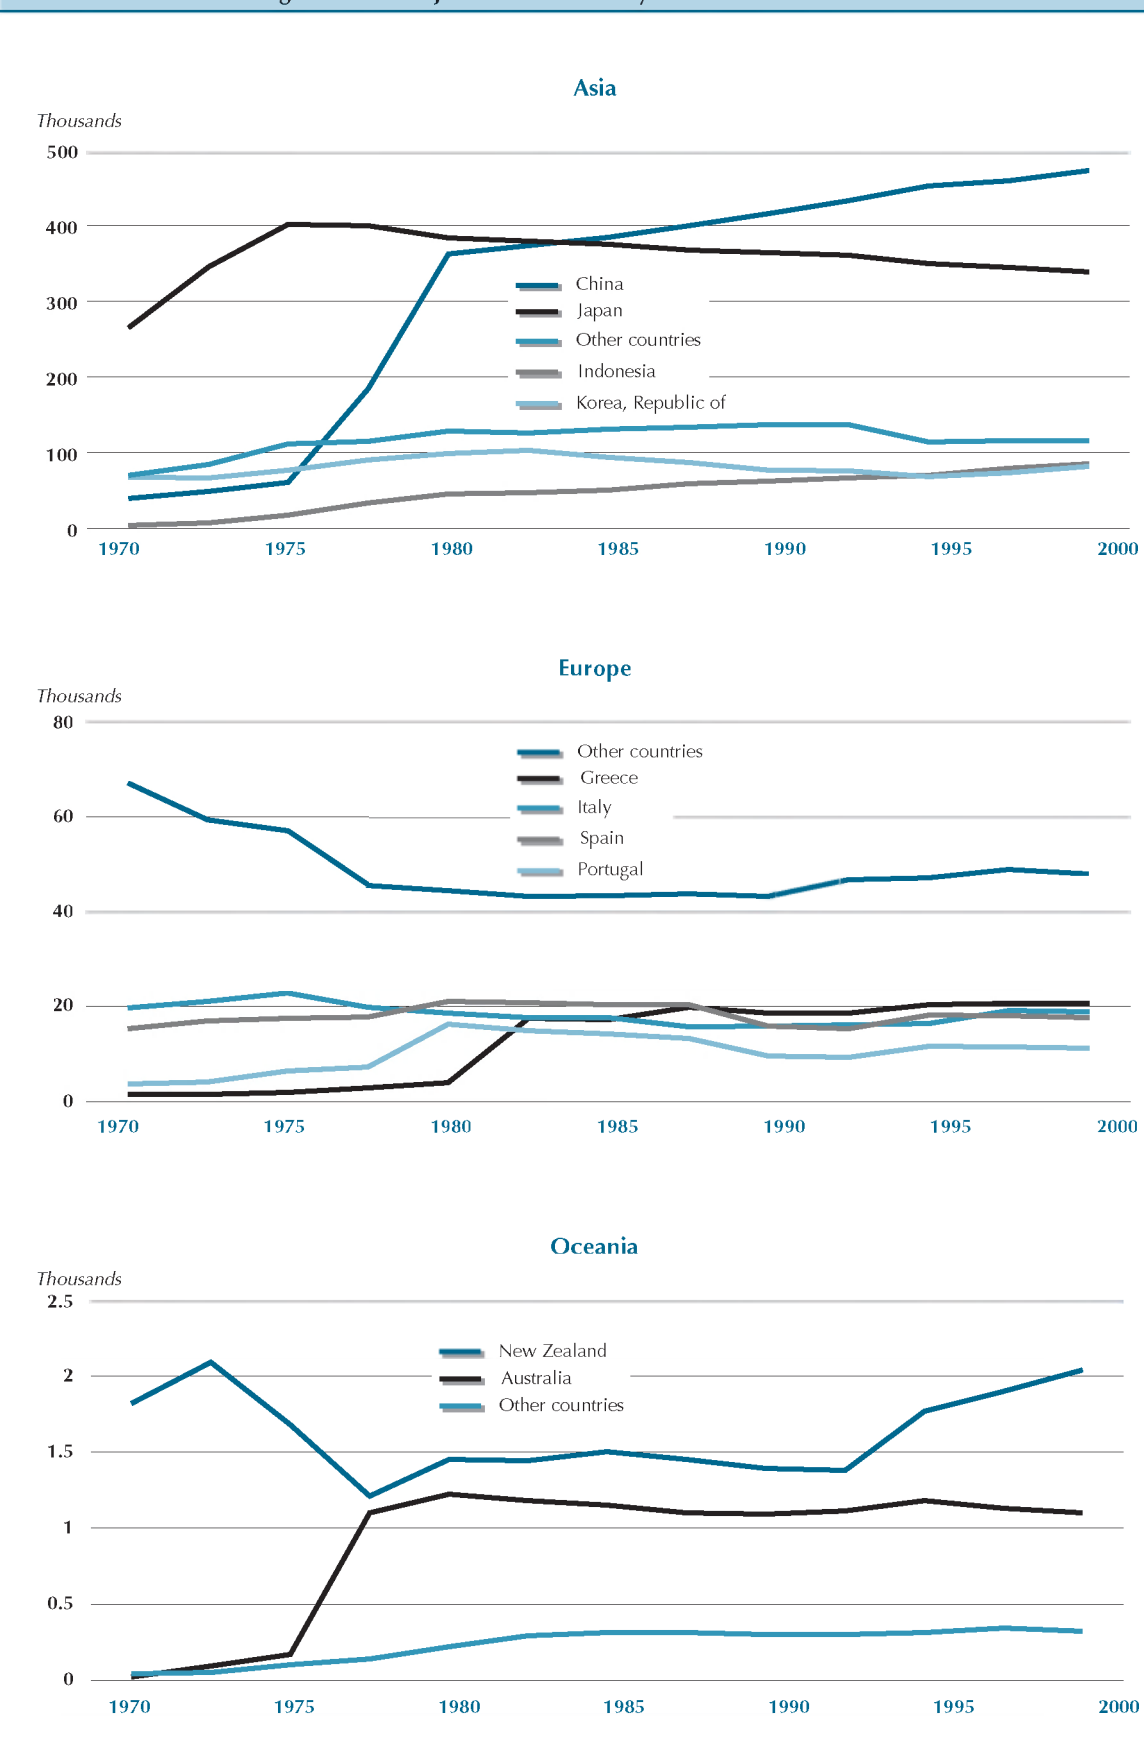 Asia
Thousands
500
400
300
200
100
0
China
Japan
Other countries
Indonesia
Korea, Republic of
1970 1975 1980 1985 1990 1995 2000
Europe
Thousands
80
60
40
20
0
Other countries
Greece
Italy
Spain
Portugal
1970 1975 1980 1985 1990 1995 2000
Oceania
Thousands
2.5
2
1.5
1
0.5
0
New Zealand
Australia
Other countries
1970 1975 1980 1985 1990 1995 2000